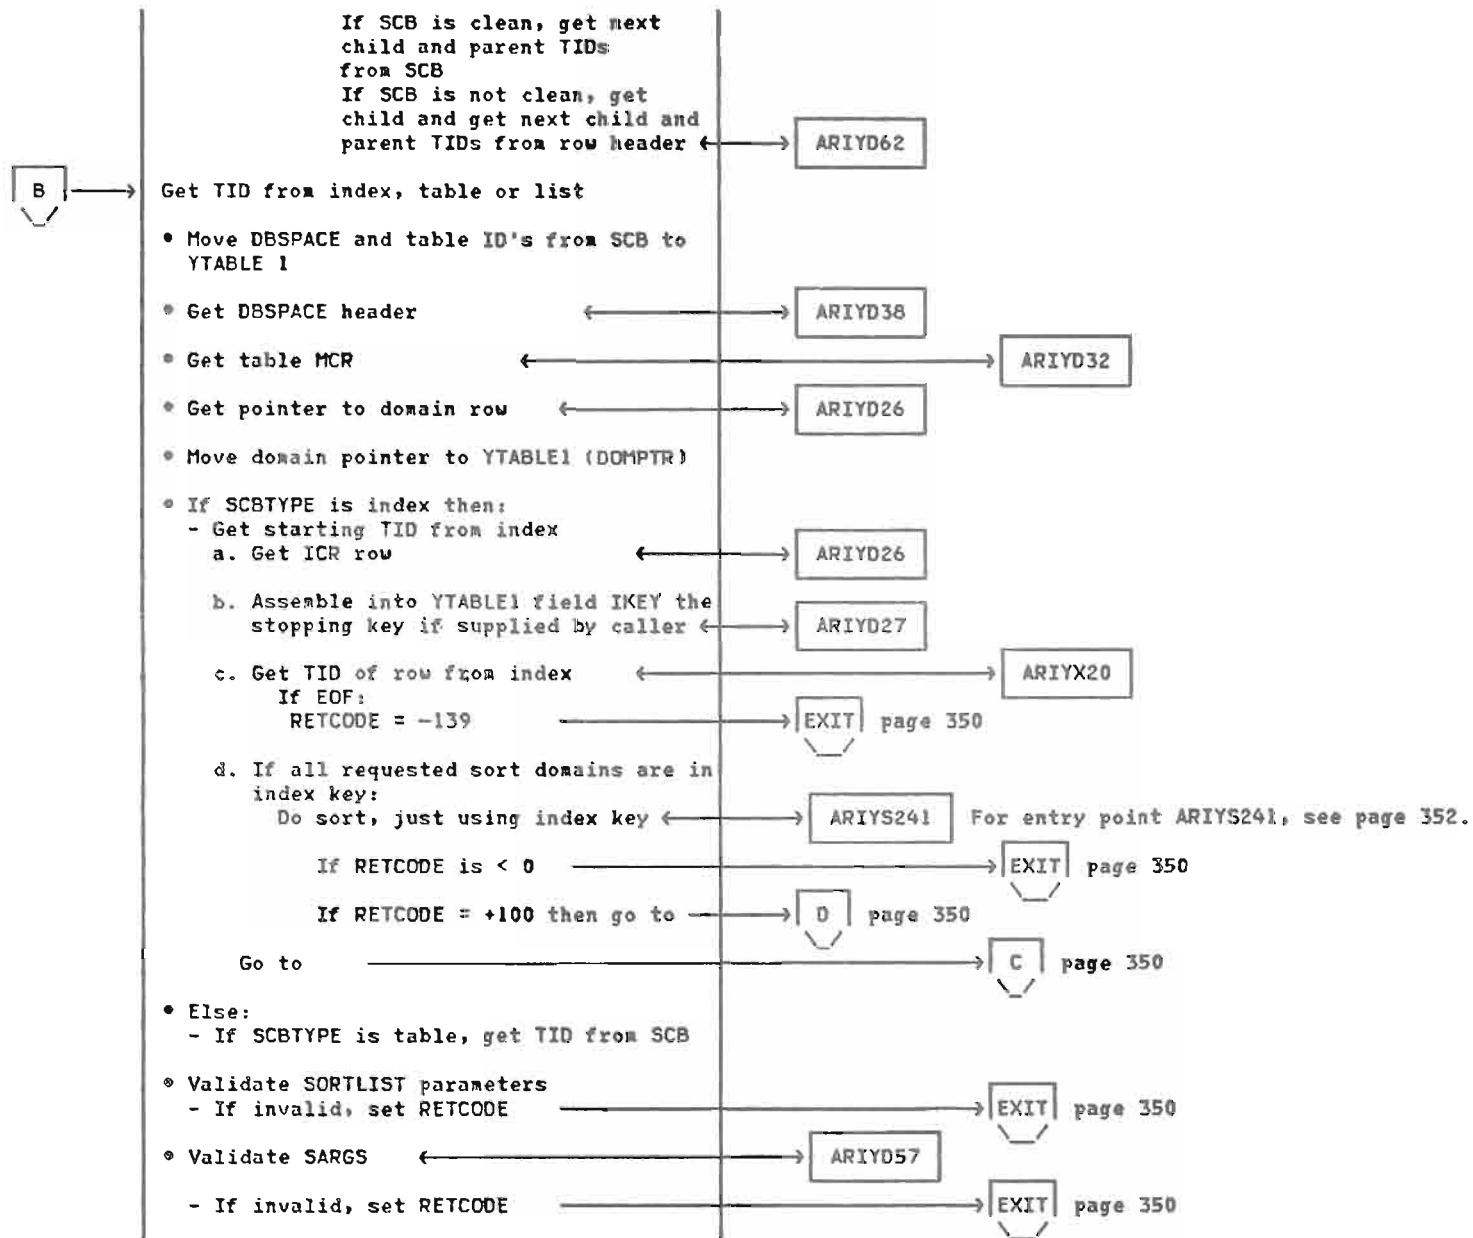 If SCB is clean, get next
child and parent TIDs
from SCB
If SCB is not clean, get
child and get next child and
parent TIDs from row header ARIYD62
B Get TID from index, table or list
• Move DBSPACE and table ID's from SCB to
YTABLE 1
• Get DBSPACE header ARIYD38
• Get table MCR ARIYD32
• Get pointer to domain row ARIYD26
• Move domain pointer to YTABLE1 (DOMPTR)
• If SCBTYPE is index then:
- Get starting TID from index
a. Get ICR row ARIYD26
b. Assemble into YTABLE1 field IKEY the
stopping key if supplied by caller ARIYD27
c. Get TID of row from index ARIYX20
If EOF:
RETCODE = -139 EXIT page 350
d. If all requested sort domains are in
index key:
Do sort, just using index key ARIYS241 For entry point ARIYS241, see page 352.
If RETCODE is < 0 EXIT page 350
If RETCODE = +100 then go to D page 350
Go to C page 350
• Else:
- If SCBTYPE is table, get TID from SCB
• Validate SORTLIST parameters
- If invalid, set RETCODE EXIT page 350
• Validate SARGS ARIYD57
- If invalid, set RETCODE EXIT page 350